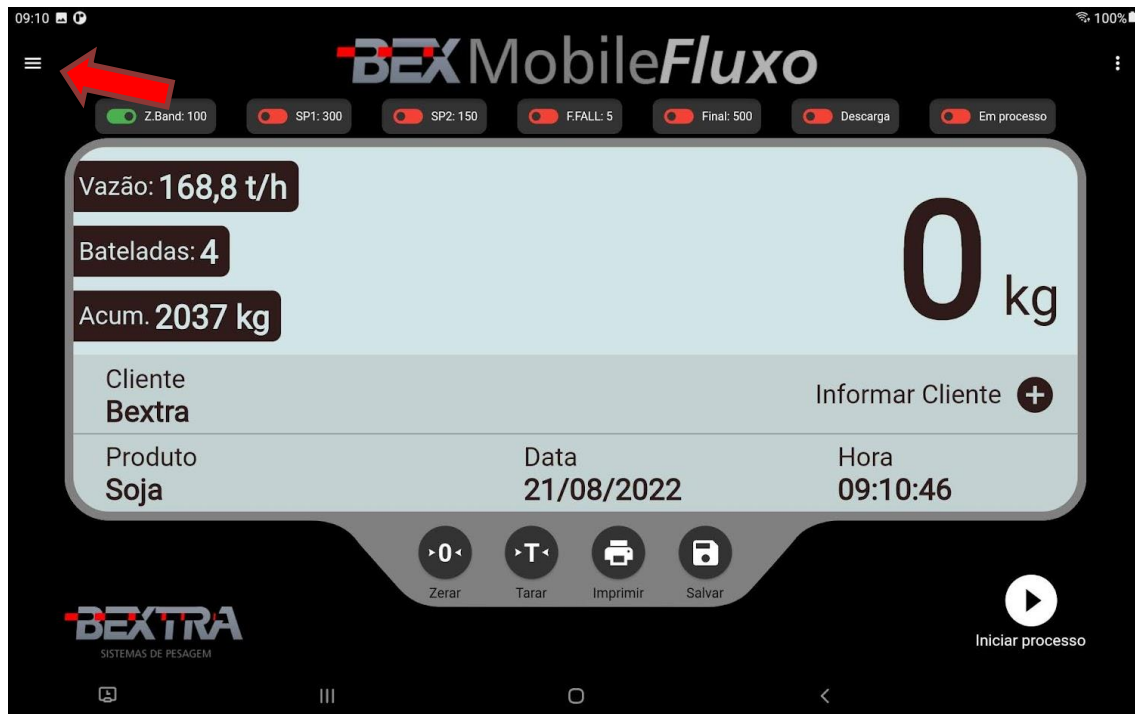 09:10 100%
BEX MobileFluxo
Z.Band: 100 SP1: 300 SP2: 150 F.FALL: 5 Final: 500 Descarga Em processo
Vazão: 168,8 t/h
Bateladas: 4
Acum. 2037 kg
0 kg
Cliente
Bextra
Informar Cliente
Produto
Soja
Data
21/08/2022
Hora
09:10:46
>0< >T<
Zerar Tarar Imprimir Salvar
BEXTRA
SISTEMAS DE PESAGEM
Iniciar processo